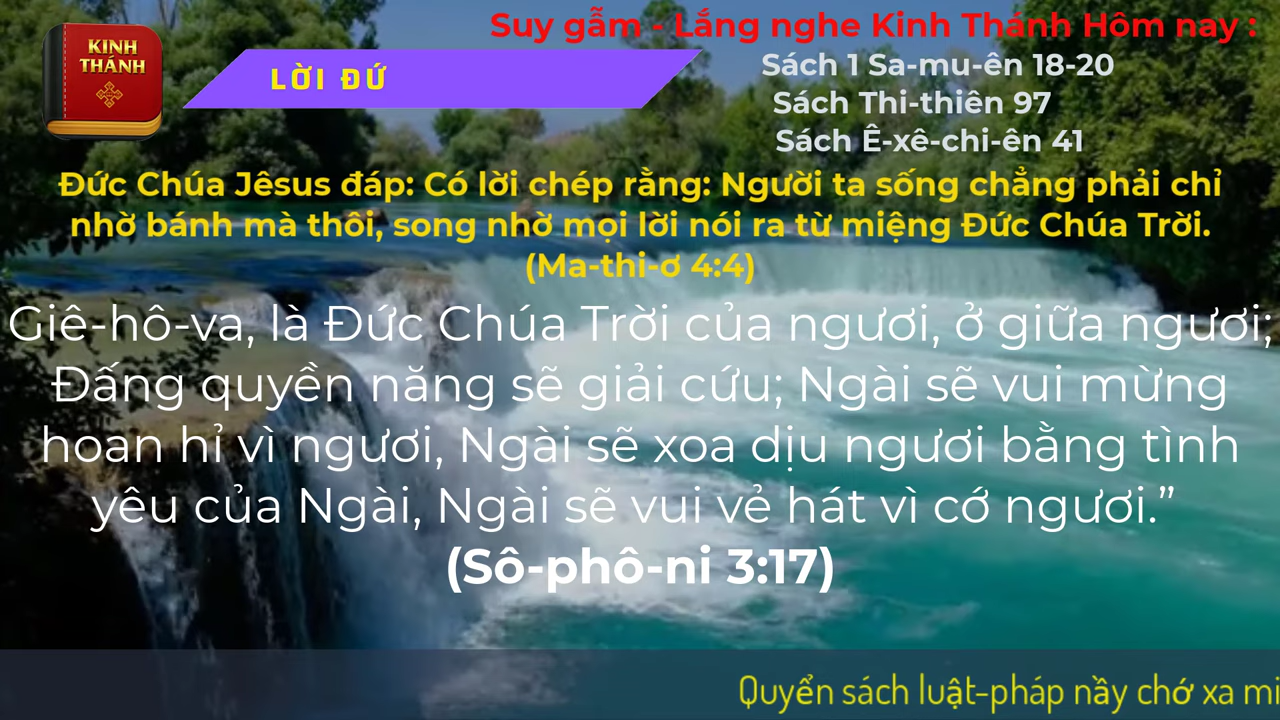 Suy gẫm - Lắng nghe Kinh Thánh Hôm nay :
KINH
THÁNH
LỜI ĐỨ
Sách 1 Sa-mu-ên 18-20
Sách Thi-thiên 97
Sách Ê-xê-chi-ên 41
Đức Chúa Jêsus đáp: Có lời chép rằng: Người ta sống chẳng phải chỉ
nhờ bánh mà thôi, song nhờ mọi lời nói ra từ miệng Đức Chúa Trời.
(Ma-thi-ơ 4:4)
Giê-hô-va, là Đức Chúa Trời của ngươi, ở giữa ngươi;
Đấng quyền năng sẽ giải cứu; Ngài sẽ vui mừng
hoan hỉ vì ngươi, Ngài sẽ xoa dịu ngươi bằng tình
yêu của Ngài, Ngài sẽ vui vẻ hát vì cớ ngươi.”
(Sô-phô-ni 3:17)
Quyển sách luật-pháp nầy chớ xa mi